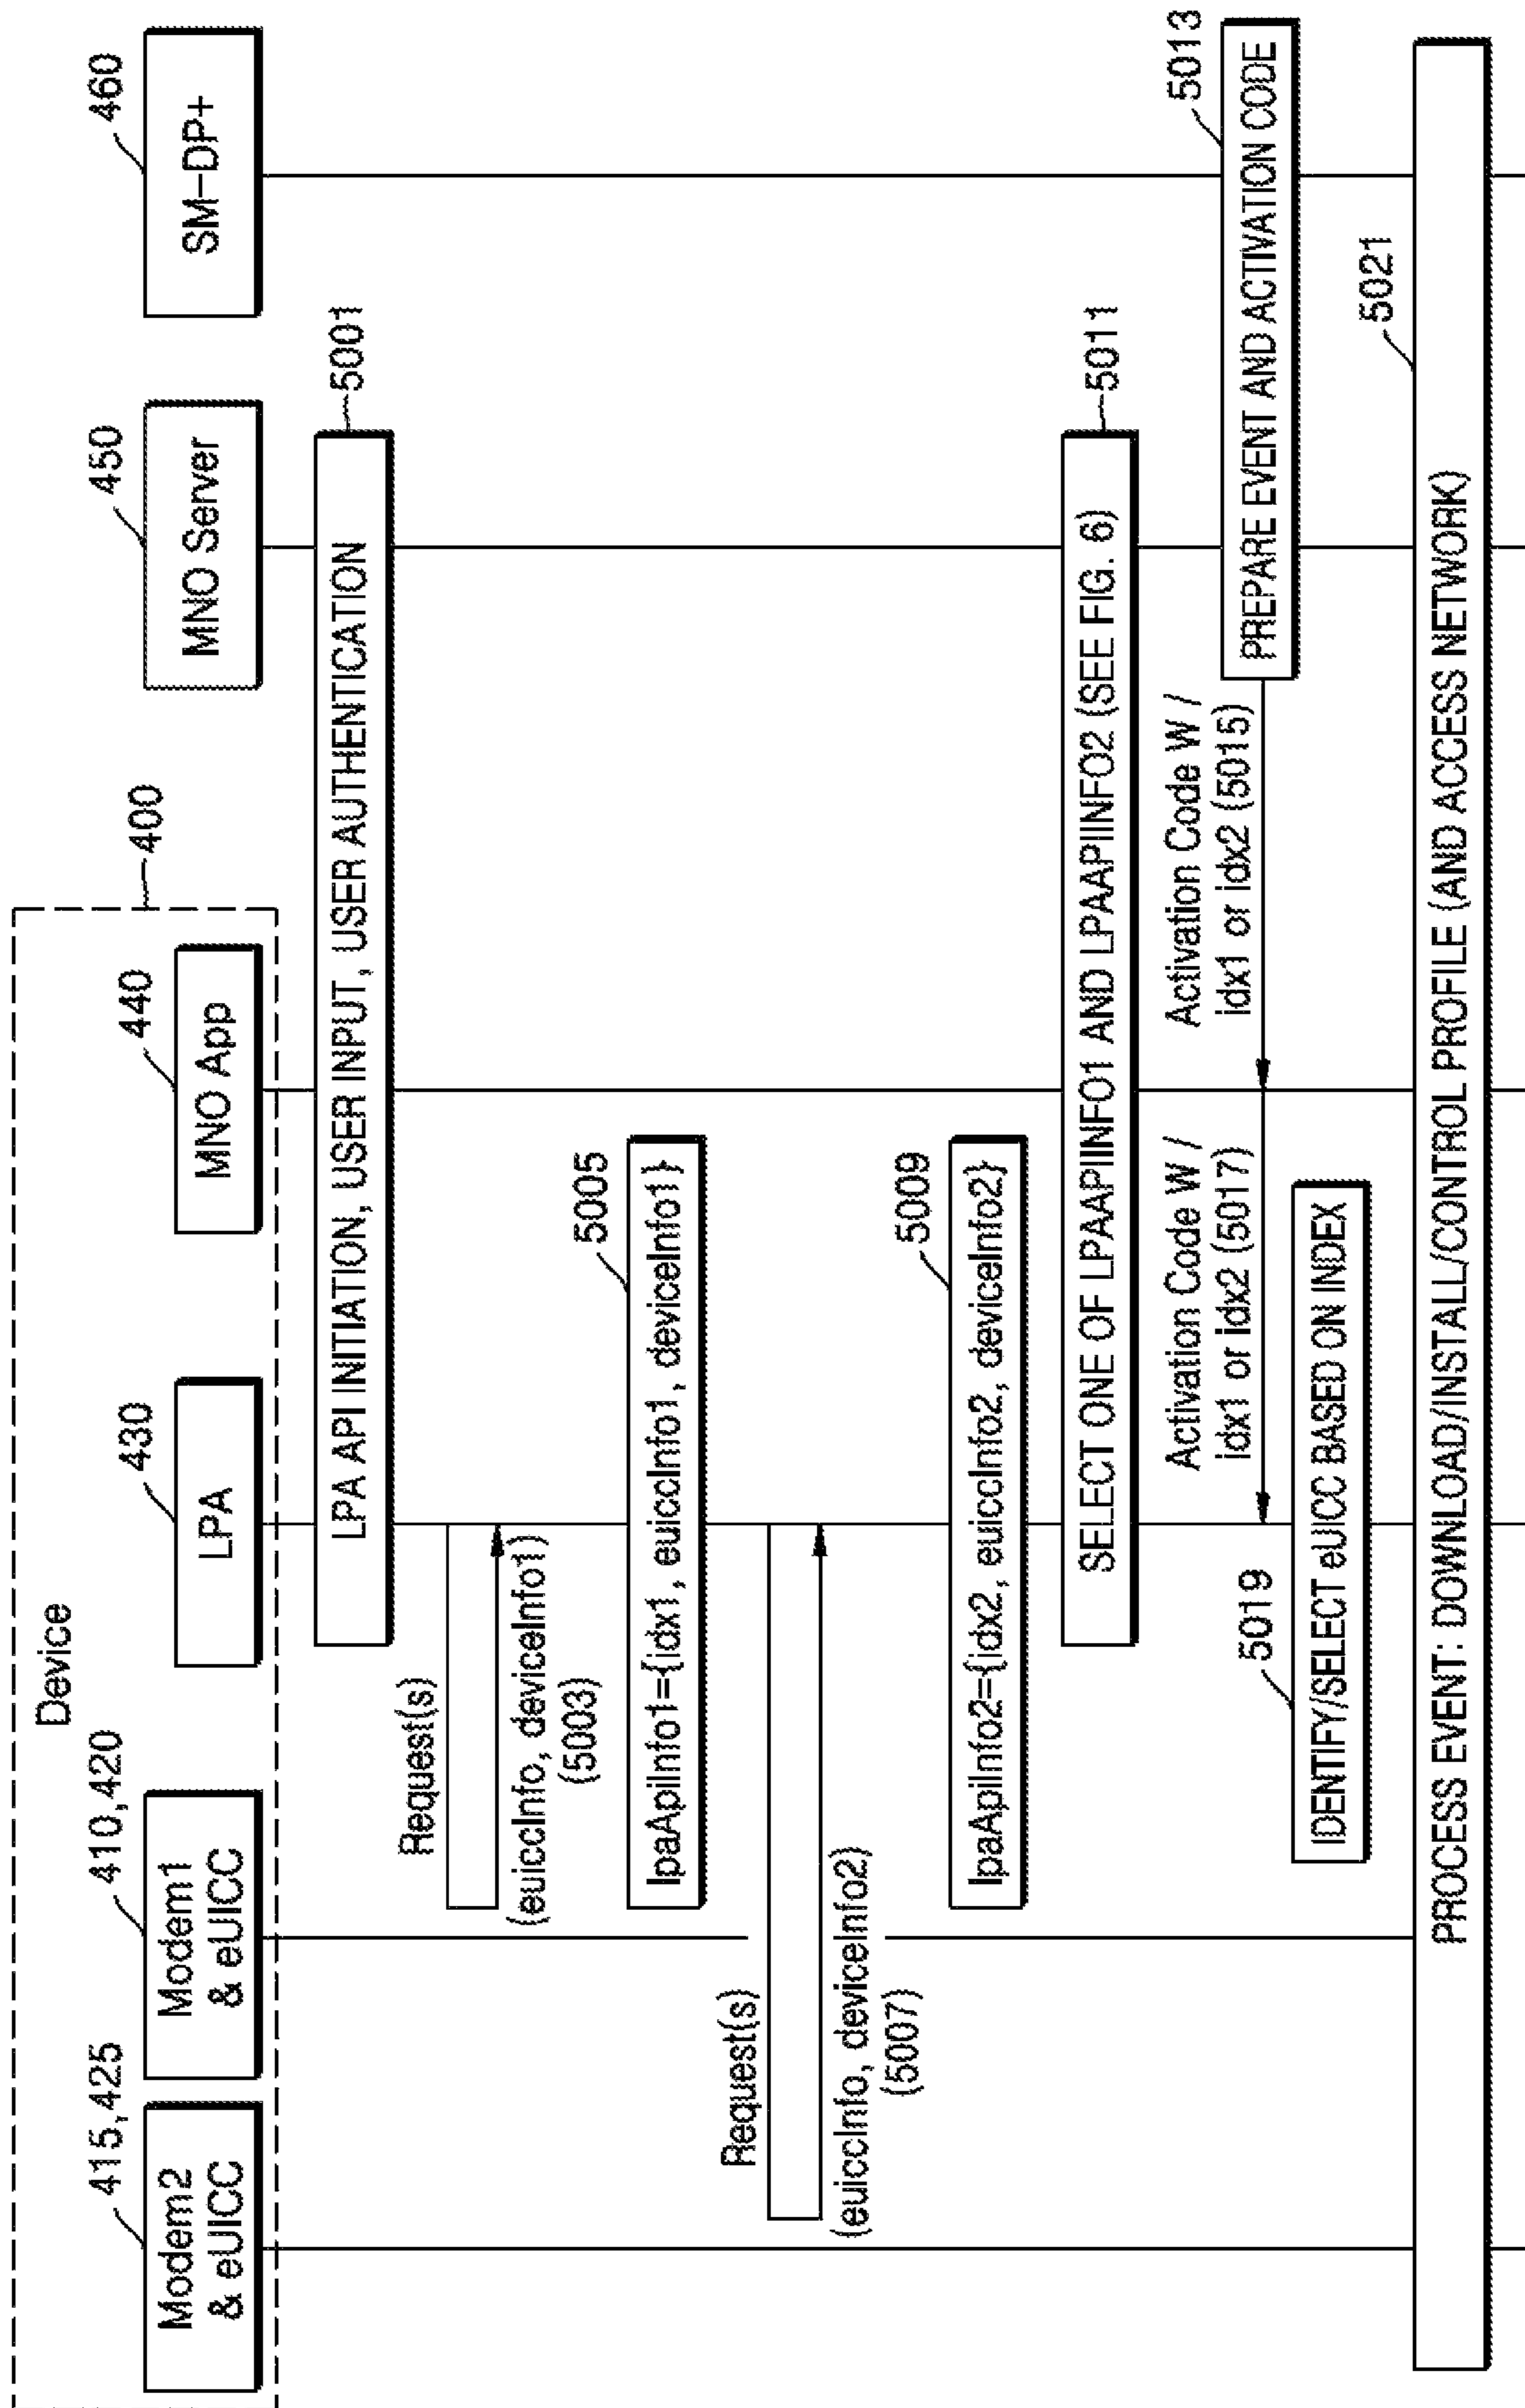 Device
400
415,425
Modem2
& eUICC
410,420
Modem1
& eUICC
430
LPA
440
MNO App
450
MNO Server
460
SM-DP+
LPA API INITIATION, USER INPUT, USER AUTHENTICATION
5001
Request(s)
(euiccInfo, deviceInfo1)
(5003)
5005
lpaApiInfo1={idx1, euiccInfo1, deviceInfo1}
Request(s)
(euiccInfo, deviceInfo2)
(5007)
5009
lpaApiInfo2={idx2, euiccInfo2, deviceInfo2}
SELECT ONE OF LPAAPIINFO1 AND LPAAPIINFO2 (SEE FIG. 6)
5011
5013
PREPARE EVENT AND ACTIVATION CODE
Activation Code W /
idx1 or idx2 (5015)
Activation Code W /
idx1 or idx2 (5017)
5019
IDENTIFY/SELECT eUICC BASED ON INDEX
5021
PROCESS EVENT: DOWNLOAD/INSTALL/CONTROL PROFILE (AND ACCESS NETWORK)